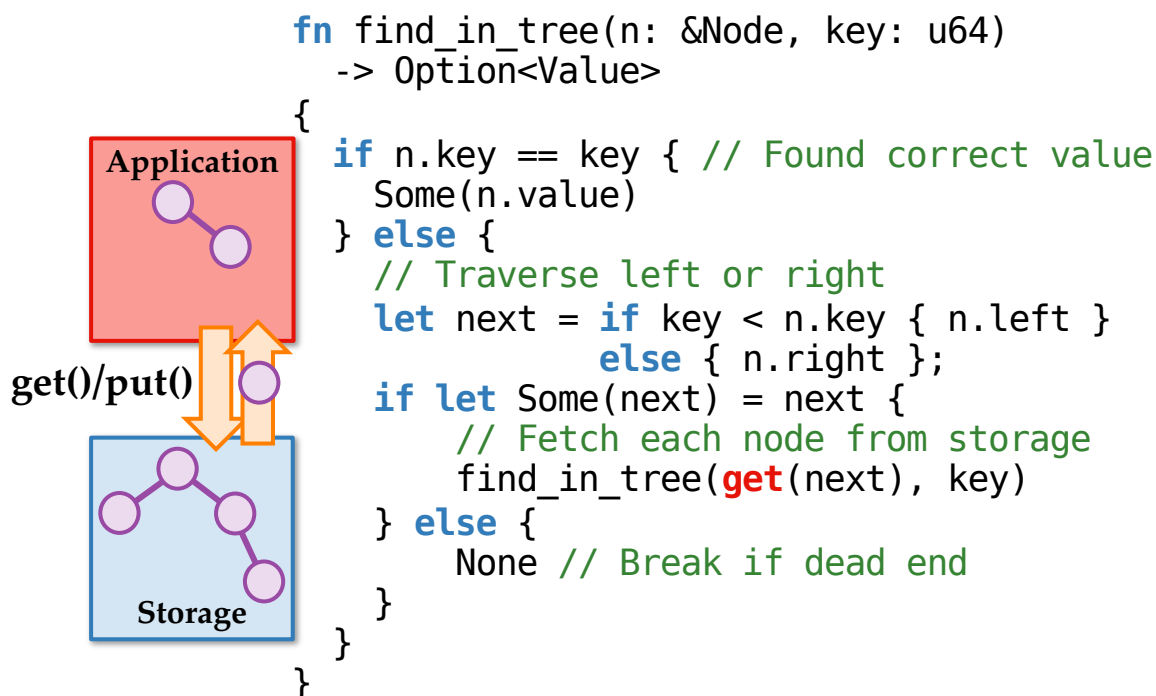 fn find_in_tree(n: &Node, key: u64)
-> Option<Value>
{
if n.key == key { // Found correct value
Some(n.value)
} else {
// Traverse left or right
let next = if key < n.key { n.left }
else { n.right };
if let Some(next) = next {
// Fetch each node from storage
find_in_tree(get(next), key)
} else {
None // Break if dead end
}
}
}
Application
get()/put()
Storage